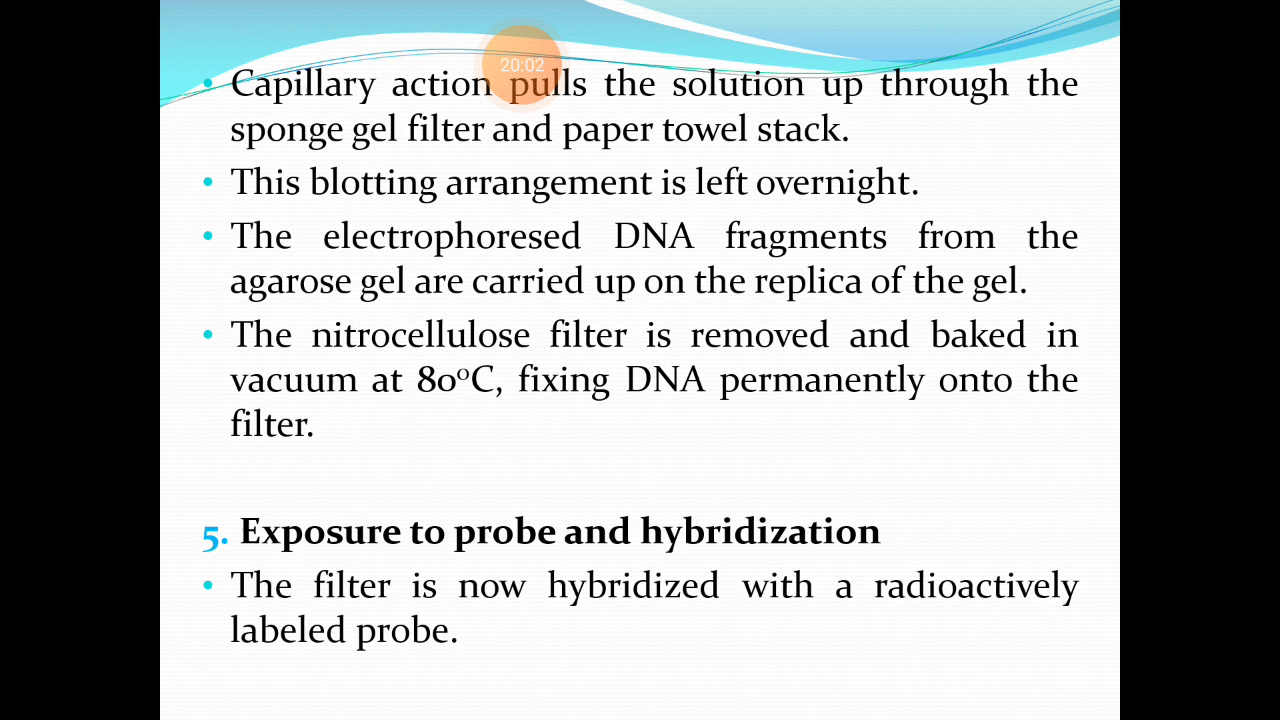 20:02
• Capillary action pulls the solution up through the
sponge gel filter and paper towel stack.
• This blotting arrangement is left overnight.
• The electrophoresed DNA fragments from the
agarose gel are carried up on the replica of the gel.
• The nitrocellulose filter is removed and baked in
vacuum at 80⁰C, fixing DNA permanently onto the
filter.
5. Exposure to probe and hybridization
• The filter is now hybridized with a radioactively
labeled probe.